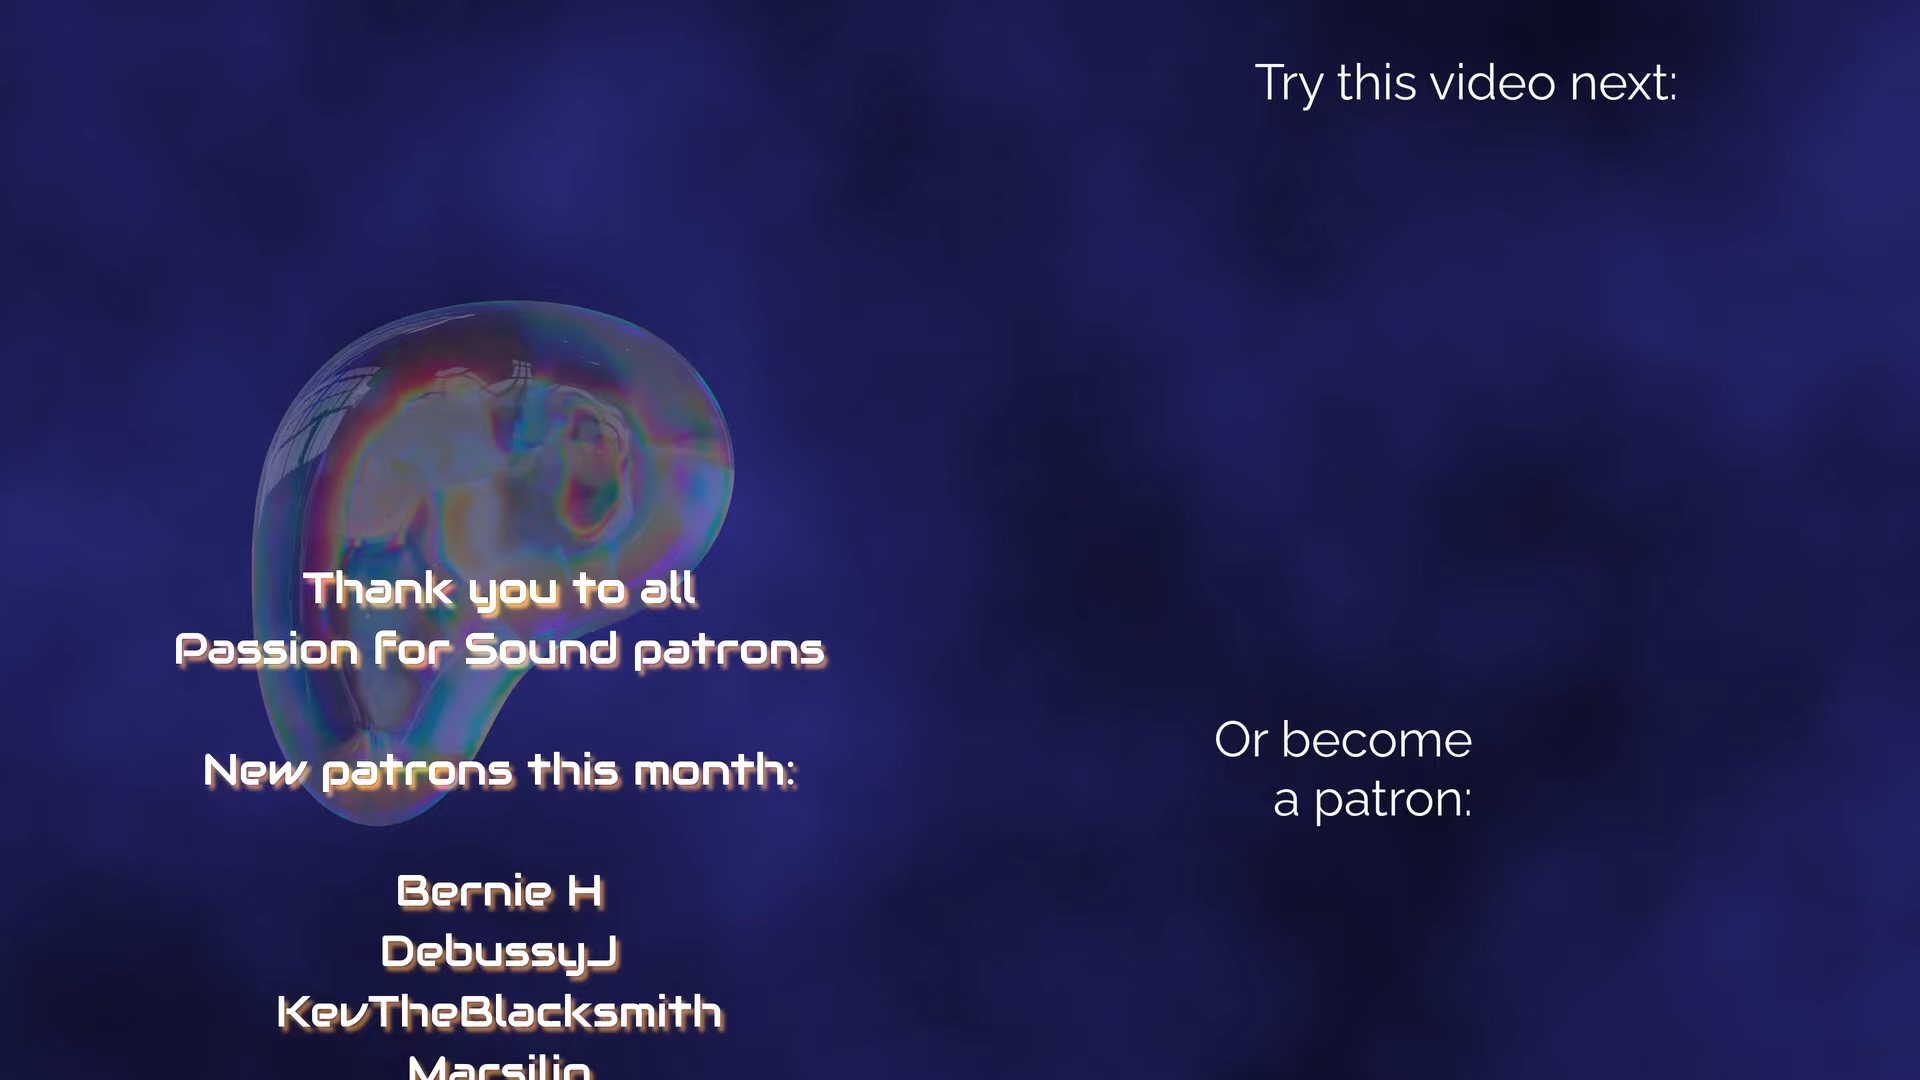 Try this video next:
Thank you to all
Passion for Sound patrons
New patrons this month:
Or become
a patron:
Bernie H
DebussyJ
KevTheBlacksmith